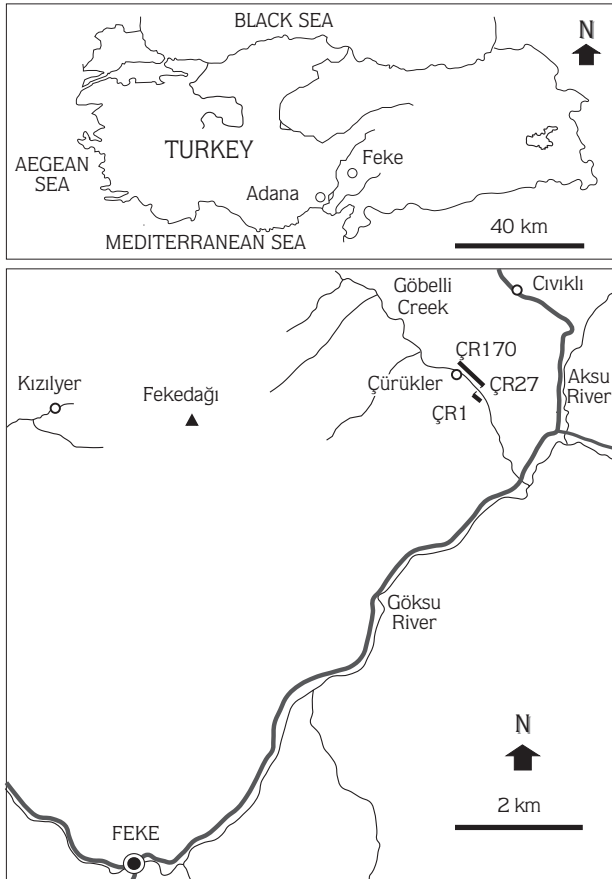 BLACK SEA
N
TURKEY
Feke
AEGEAN
SEA
Adana
40 km
MEDITERRANEAN SEA
Göbelli
Creek
Cıvıklı
ÇR170
Kızılyer
Fekedağı
Çürükler
ÇR27
Aksu
River
ÇR1
Göksu
River
N
2 km
FEKE